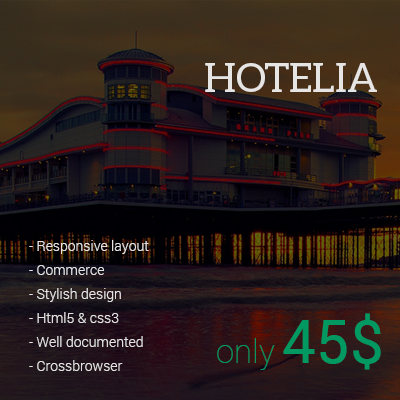 HOTELIA
- Responsive layout
- Commerce
- Stylish design
- Html5 & css3
- Well documented
- Crossbrowser
only 45$